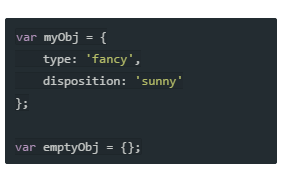 var myObj = {
    type: 'fancy',
    disposition: 'sunny'
};

var emptyObj = {};